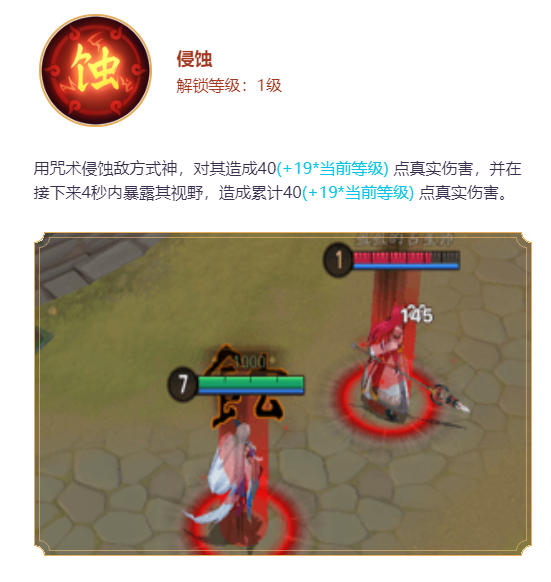 蚀
侵蚀
解锁等级：1级
用咒术侵蚀敌方式神，对其造成40(+19*当前等级) 点真实伤害，并在
接下来4秒内暴露其视野，造成累计40(+19*当前等级) 点真实伤害。
1
145
1000
7